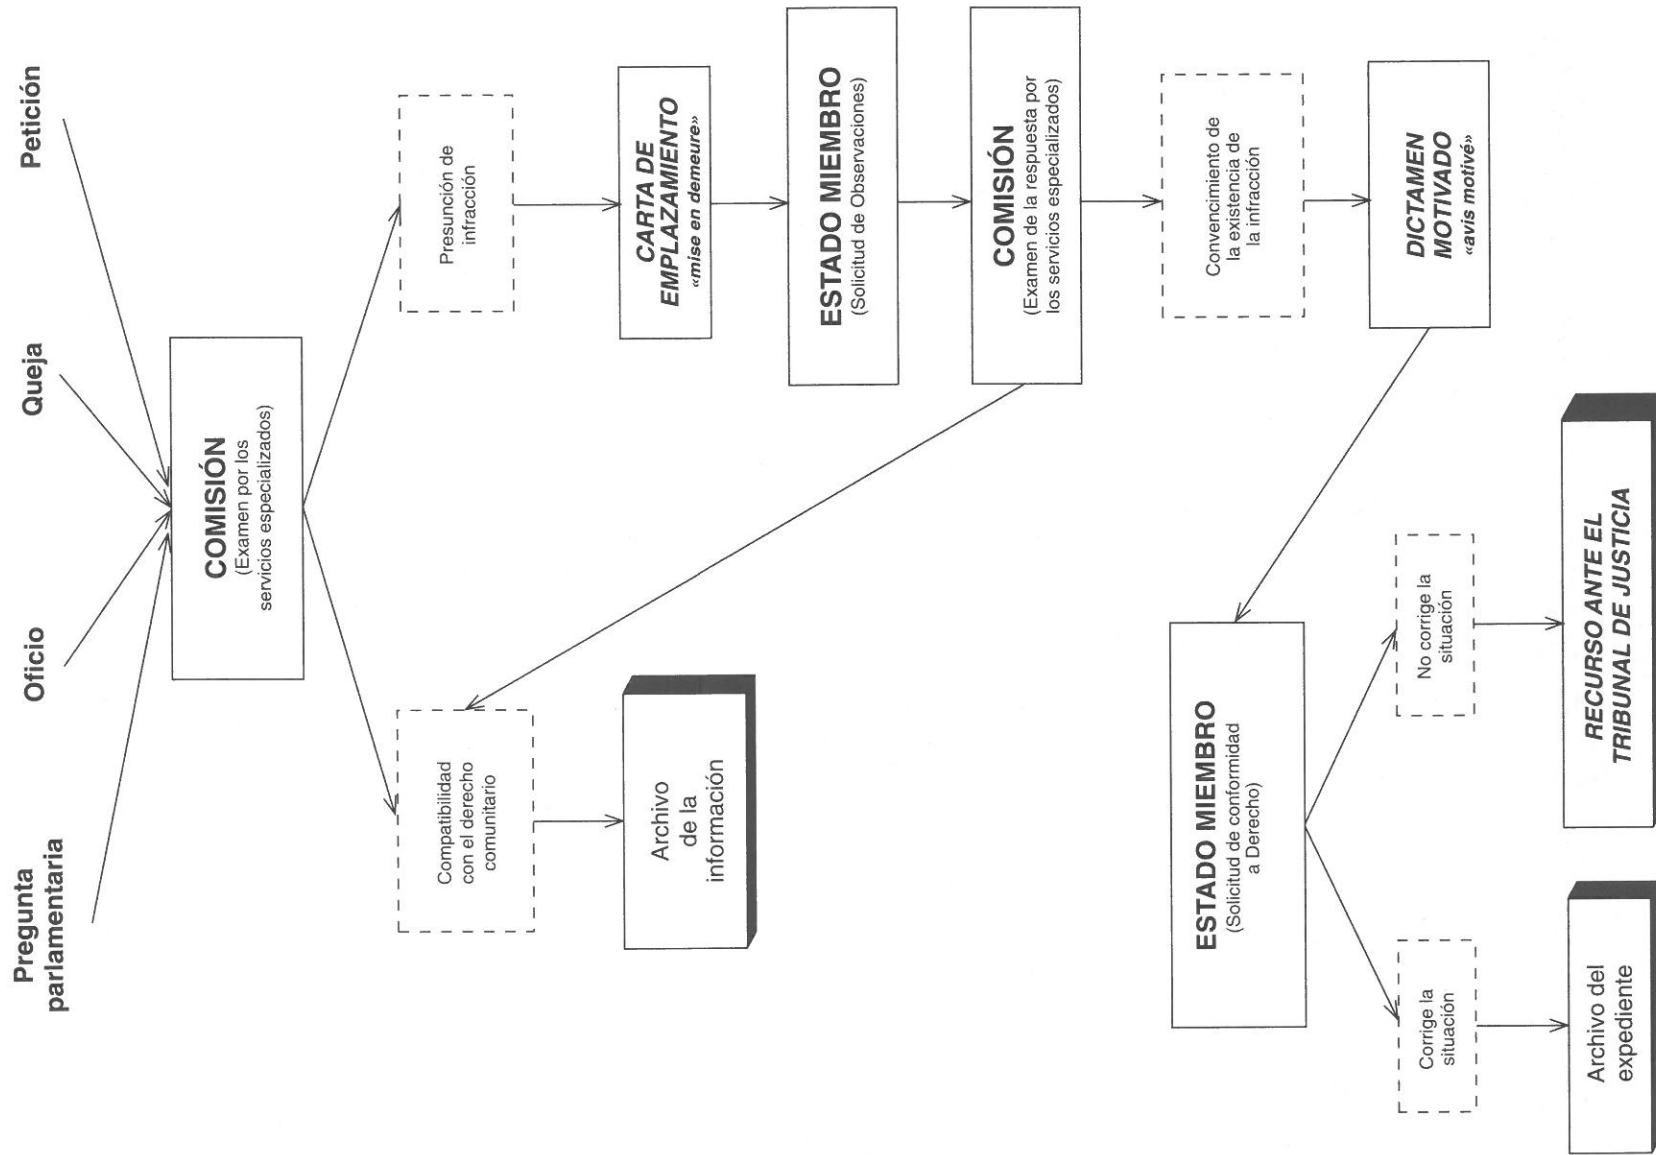 Pregunta
parlamentaria
Oficio
Queja
Petición
COMISIÓN
(Examen por los
servicios especializados)
Compatibilidad
con el derecho
comunitario
Presunción de
infracción
Archivo
de la
información
CARTA DE
EMPLAZAMIENTO
«mise en demeure»
ESTADO MIEMBRO
(Solicitud de Observaciones)
COMISIÓN
(Examen de la respuesta por
los servicios especializados)
Convencimiento de
la existencia de
la infracción
DICTAMEN
MOTIVADO
«avis motivé»
ESTADO MIEMBRO
(Solicitud de conformidad
a Derecho)
Corrige la
situación
No corrige la
situación
Archivo del
expediente
RECURSO ANTE EL
TRIBUNAL DE JUSTICIA